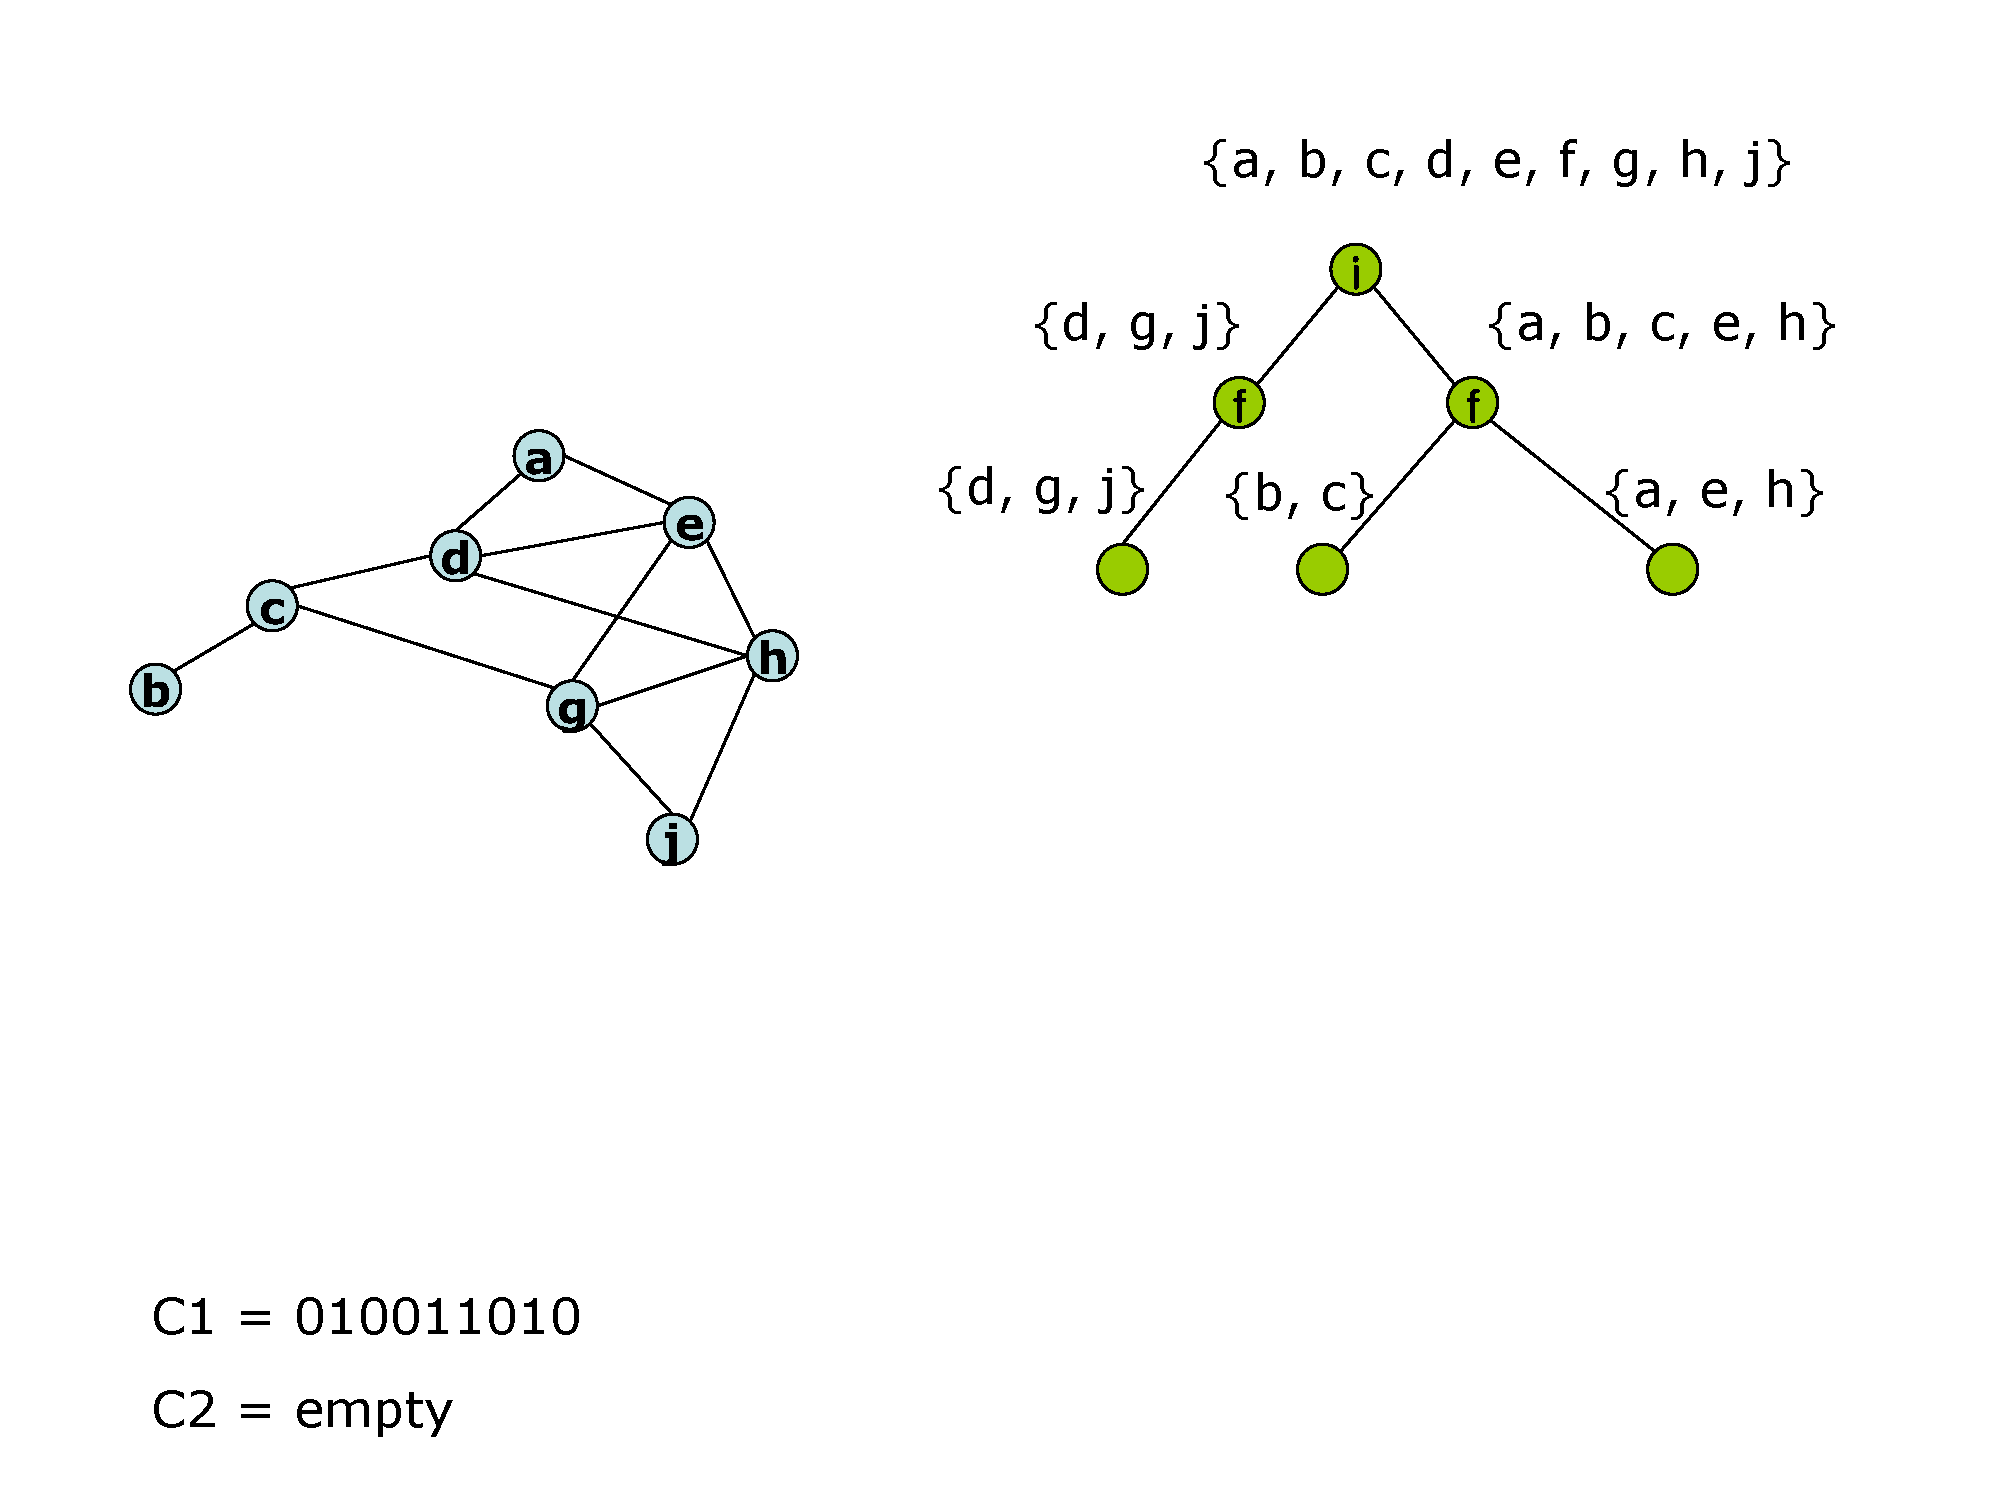 {a, b, c, d, e, f, g, h, j}
i
{d, g, j}
{a, b, c, e, h}
f
f
{d, g, j}
{b, c}
{a, e, h}
a
e
d
c
h
b
g
j
C1 = 010011010
C2 = empty